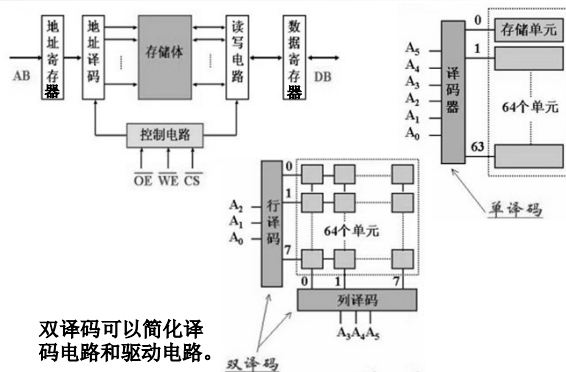 AB
地址寄存器
地址译码
存储体
读写电路
数据寄存器
DB
控制电路
OE WE CS
A5
A4
A3
A2
A1
A0
译码器
0
存储单元
1
64个单元
63
单译码
A2
A1
A0
行译码
0
1
7
64个单元
0 1 7
列译码
A3 A4 A5
双译码
双译码可以简化译
码电路和驱动电路。